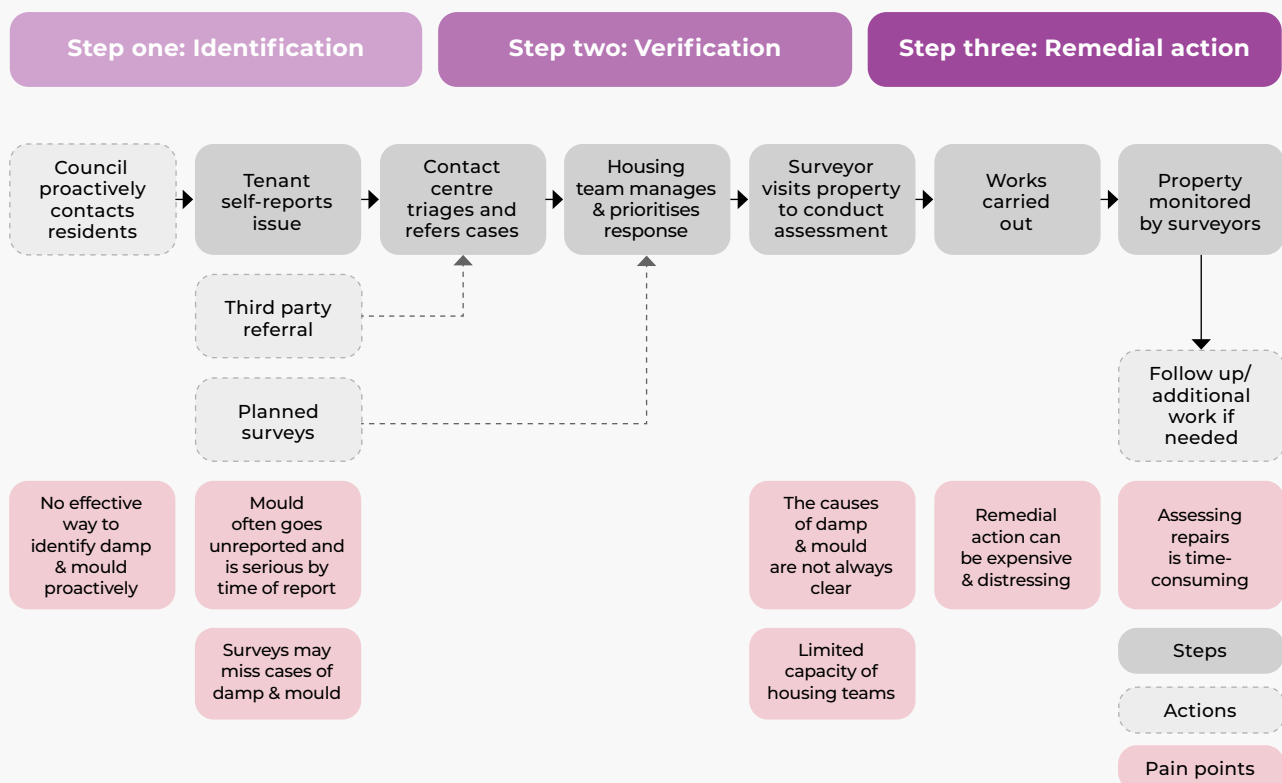 Step one: Identification
Step two: Verification
Step three: Remedial action
Council
proactively
contacts
residents
Tenant
self-reports
issue
Contact
centre
triages and
refers cases
Housing
team manages
& prioritises
response
Surveyor
visits property
to conduct
assessment
Works
carried
out
Property
monitored
by surveyors
Third party
referral
Planned
surveys
Follow up/
additional
work if
needed
No effective
way to
identify damp
& mould
proactively
Mould
often goes
unreported and
is serious by
time of report
The causes
of damp
& mould
are not always
clear
Remedial
action can
be expensive
& distressing
Assessing
repairs
is time-
consuming
Surveys may
miss cases of
damp & mould
Limited
capacity of
housing teams
Steps
Actions
Pain points